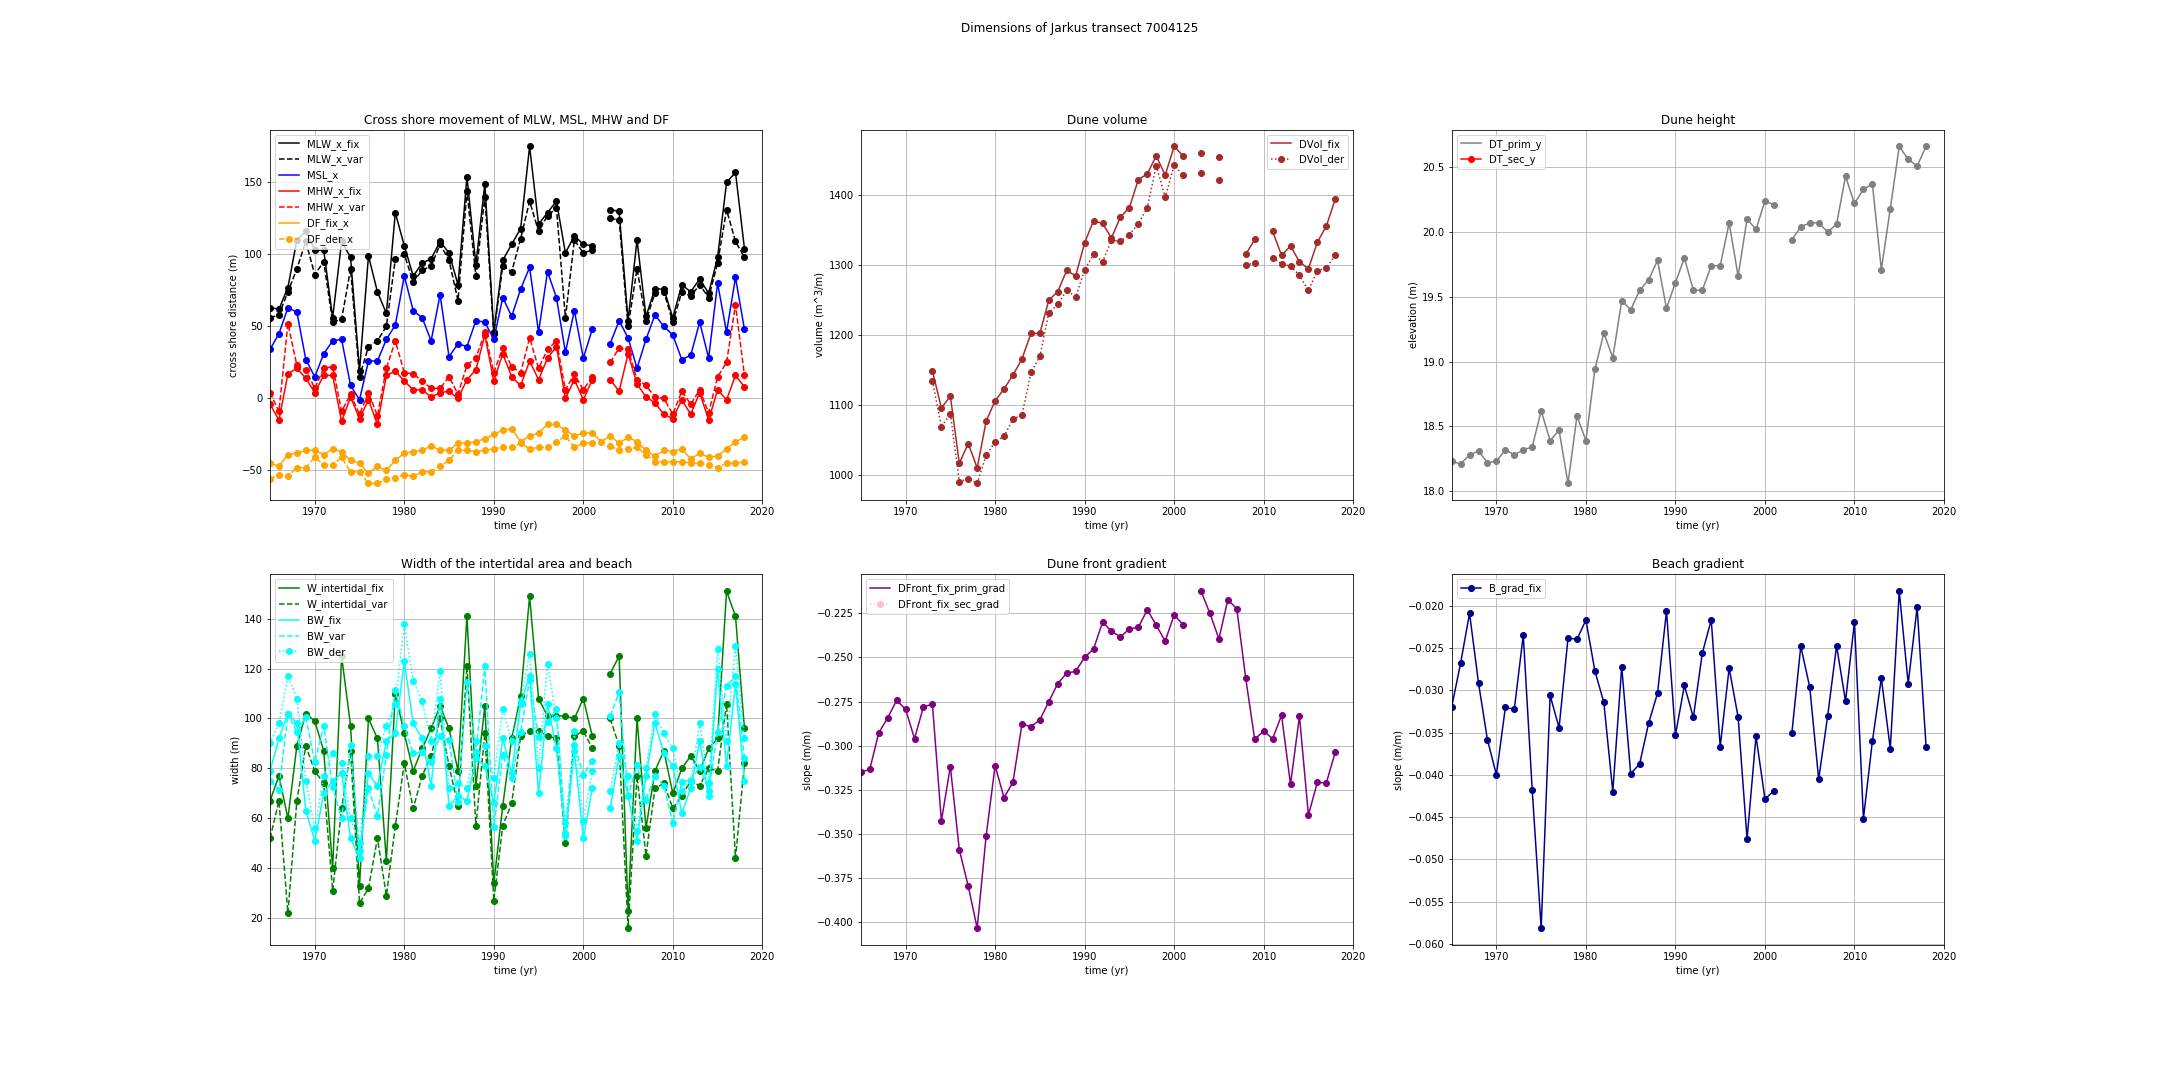 Dimensions of Jarkus transect 7004125
Cross shore movement of MLW, MSL, MHW and DF
MLW_x_fix
MLW_x_var
MSL_x
MHW_x_fix
MHW_x_var
DF_fix_x
DF_der_x
cross shore distance (m)
150
100
50
0
−50
1970 1980 1990 2000 2010 2020
time (yr)
Dune volume
DVol_fix
DVol_der
volume (m^3/m)
1400
1300
1200
1100
1000
1970 1980 1990 2000 2010 2020
time (yr)
Dune height
DT_prim_y
DT_sec_y
elevation (m)
20.5
20.0
19.5
19.0
18.5
18.0
1970 1980 1990 2000 2010 2020
time (yr)
Width of the intertidal area and beach
W_intertidal_fix
W_intertidal_var
BW_fix
BW_var
BW_der
width (m)
140
120
100
80
60
40
20
1970 1980 1990 2000 2010 2020
time (yr)
Dune front gradient
DFront_fix_prim_grad
DFront_fix_sec_grad
slope (m/m)
−0.225
−0.250
−0.275
−0.300
−0.325
−0.350
−0.375
−0.400
1970 1980 1990 2000 2010 2020
time (yr)
Beach gradient
B_grad_fix
slope (m/m)
−0.020
−0.025
−0.030
−0.035
−0.040
−0.045
−0.050
−0.055
−0.060
1970 1980 1990 2000 2010 2020
time (yr)